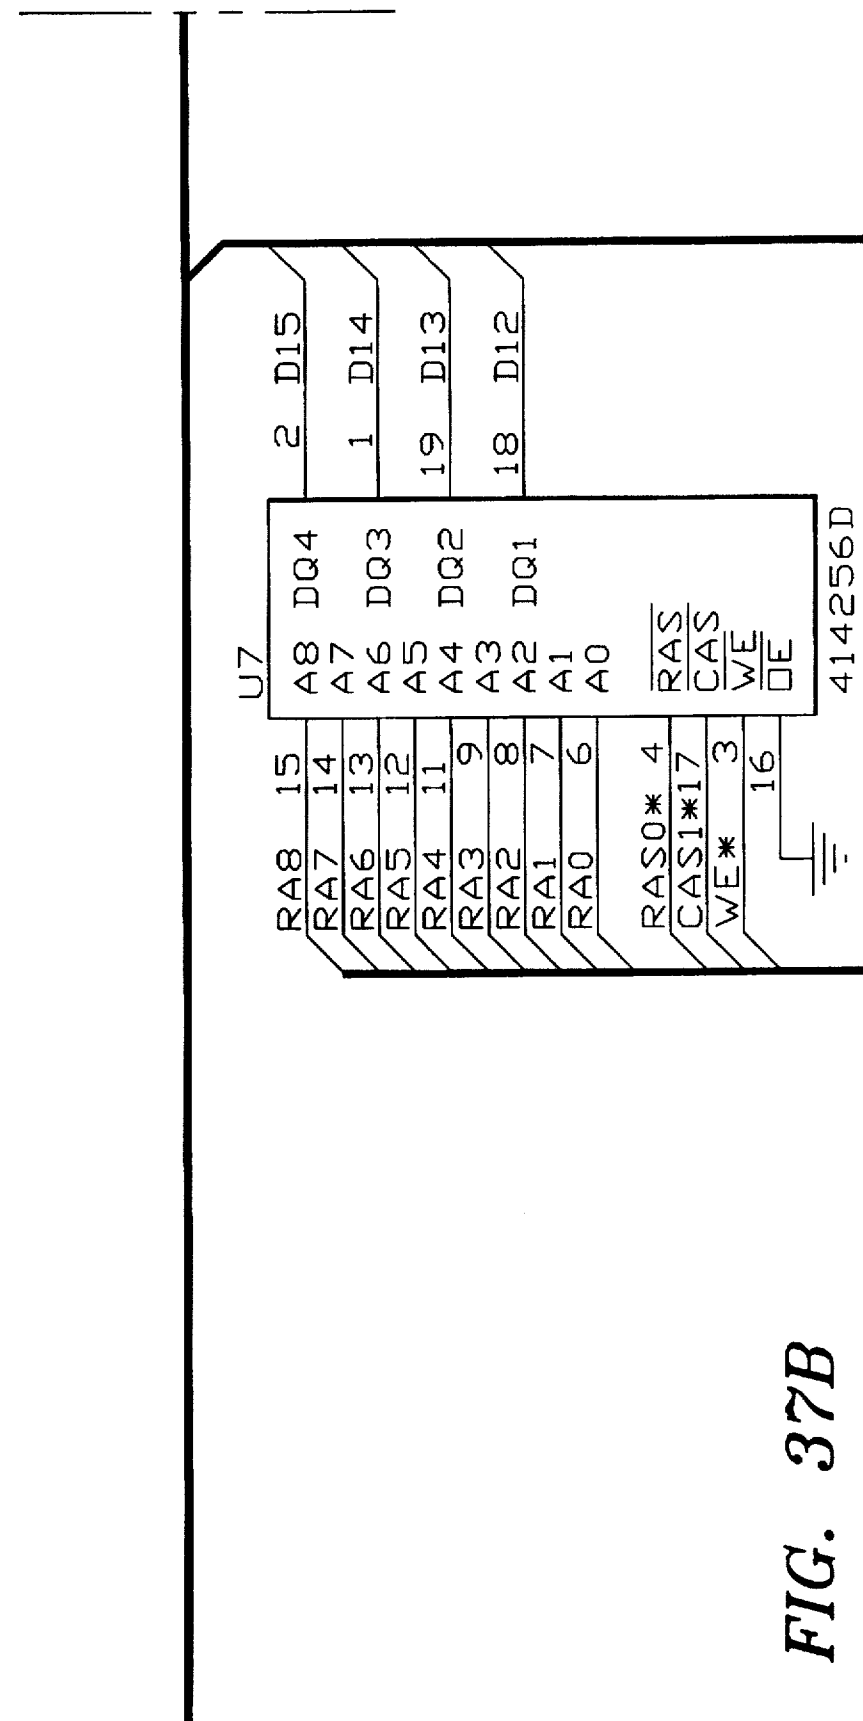 U7
RA8 15 A8 DQ4 2 D15
RA7 14 A7
RA6 13 A6 DQ3 1 D14
RA5 12 A5
RA4 11 A4 DQ2 19 D13
RA3 9 A3
RA2 8 A2 DQ1 18 D12
RA1 7 A1
RA0 6 A0
RAS0* 4 RAS
CAS1* 17 CAS
WE* 3 WE
16 OE
414256D
FIG. 37B